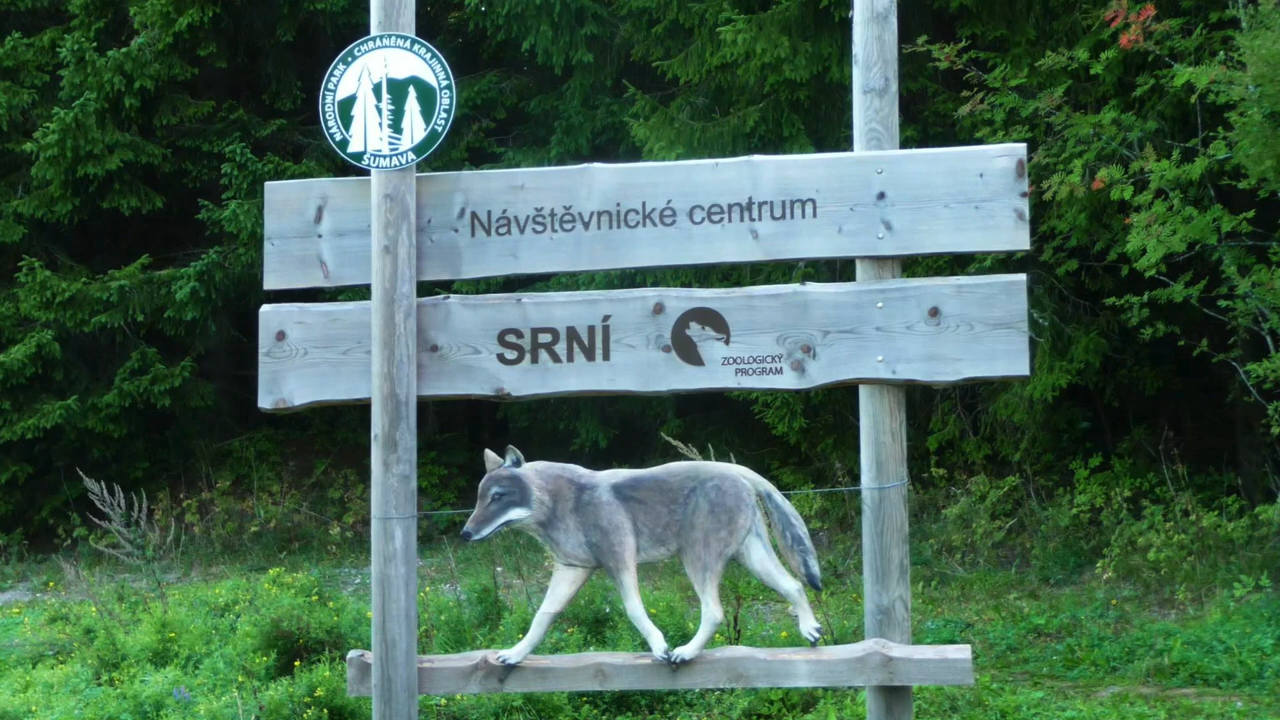 NÁRODNÍ PARK • CHRÁNĚNÁ KRAJINNÁ OBLAST
ŠUMAVA
Návštěvnické centrum
SRNÍ
ZOOLOGICKÝ
PROGRAM